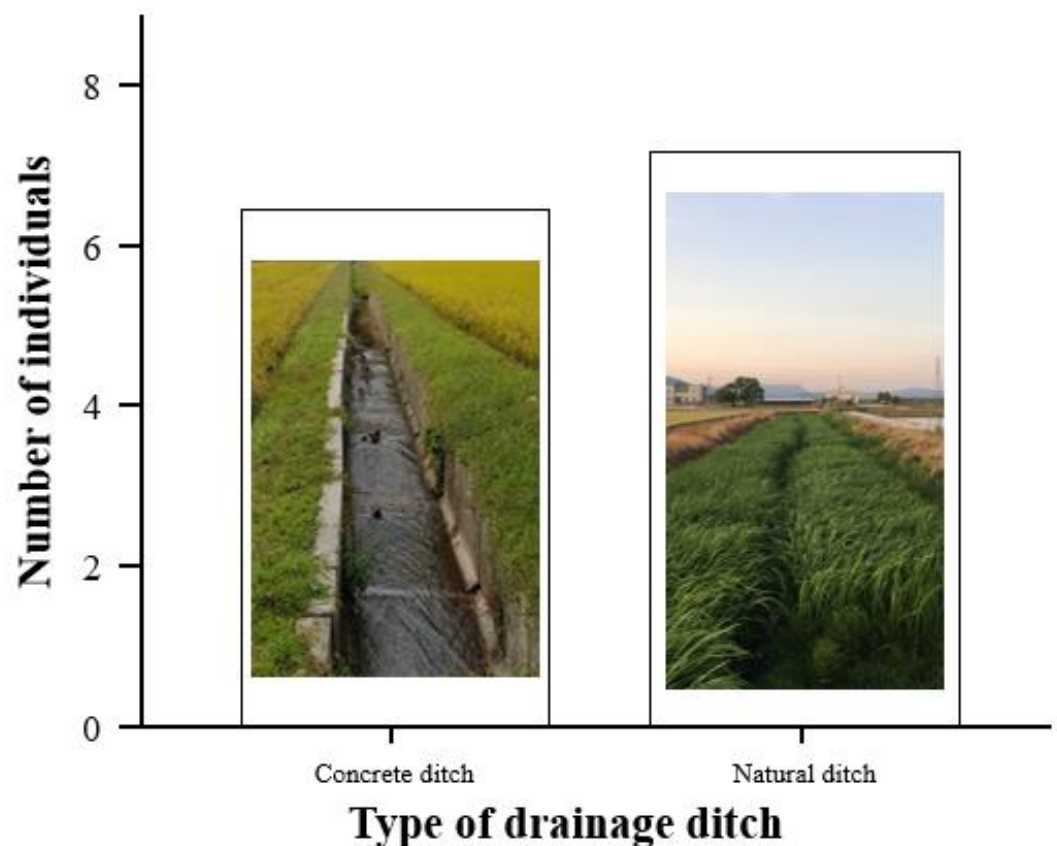 Number of individuals
8
6
4
2
0
Concrete ditch
Natural ditch
Type of drainage ditch